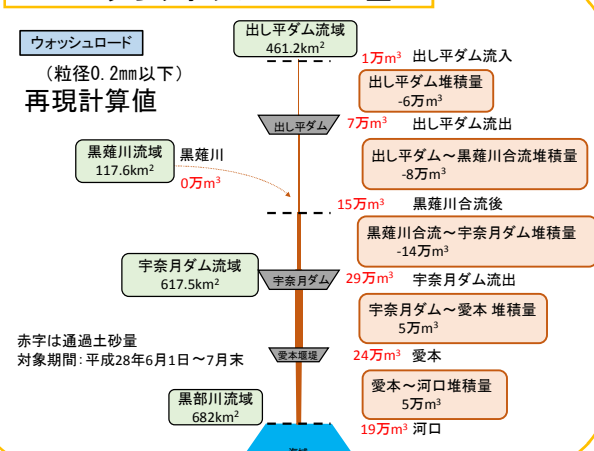 ウォッシュロード
（粒径0.2mm以下）
再現計算値
出し平ダム流域
461.2km²
1万m³ 出し平ダム流入
出し平ダム堆積量
-6万m³
出し平ダム
7万m³ 出し平ダム流出
黒薙川流域
117.6km²
黒薙川
0万m³
出し平ダム～黒薙川合流堆積量
-8万m³
15万m³ 黒薙川合流後
黒薙川合流～宇奈月ダム堆積量
-14万m³
宇奈月ダム流域
617.5km²
宇奈月ダム
29万m³ 宇奈月ダム流出
宇奈月ダム～愛本 堆積量
5万m³
赤字は通過土砂量
対象期間：平成28年6月1日～7月末
愛本堰堤
24万m³ 愛本
愛本～河口堆積量
5万m³
黒部川流域
682km²
19万m³ 河口